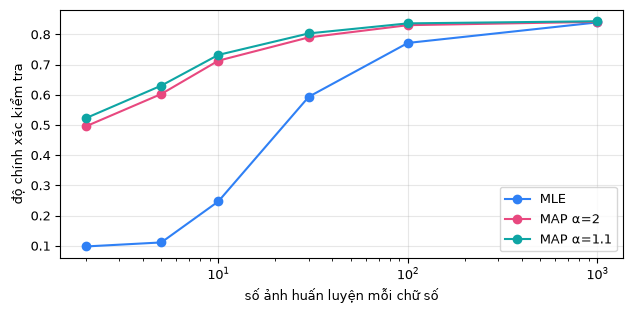 độ chính xác kiểm tra
0.8
0.7
0.6
0.5
0.4
0.3
0.2
0.1
10¹
10²
10³
số ảnh huấn luyện mỗi chữ số
MLE
MAP α=2
MAP α=1.1